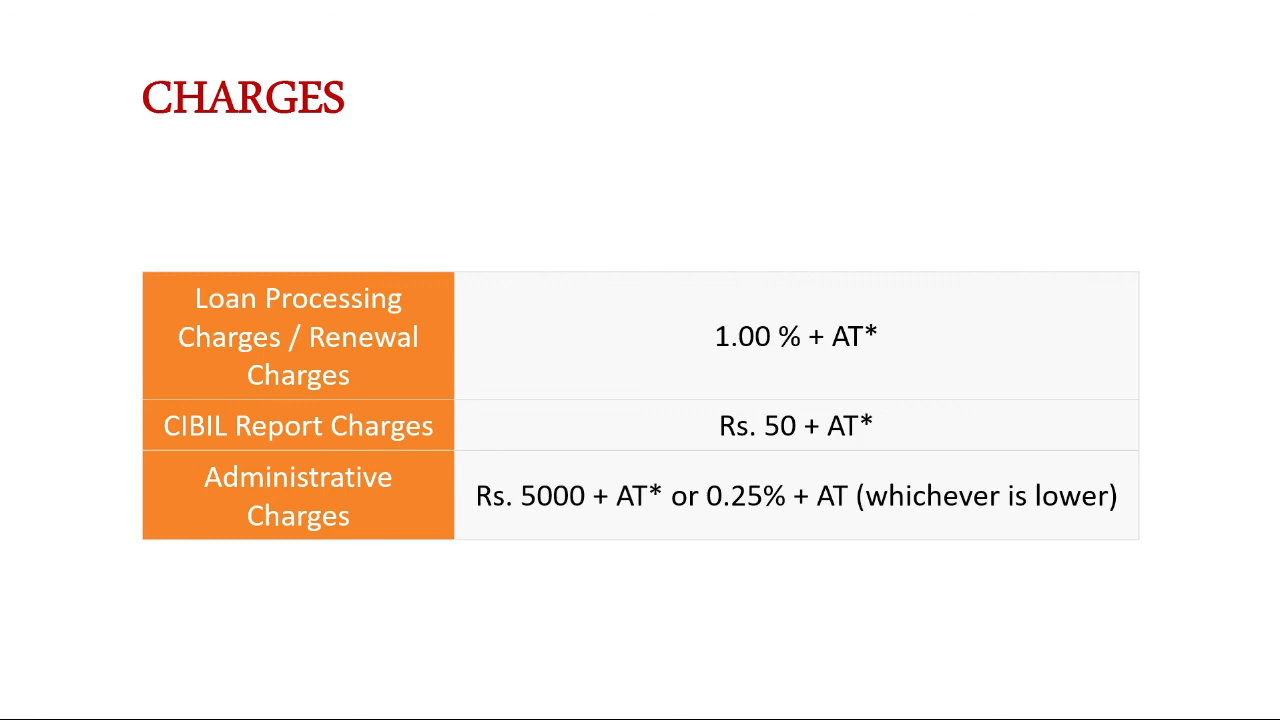 CHARGES
Loan Processing
Charges / Renewal
Charges
1.00 % + AT*
CIBIL Report Charges
Rs. 50 + AT*
Administrative
Charges
Rs. 5000 + AT* or 0.25% + AT (whichever is lower)